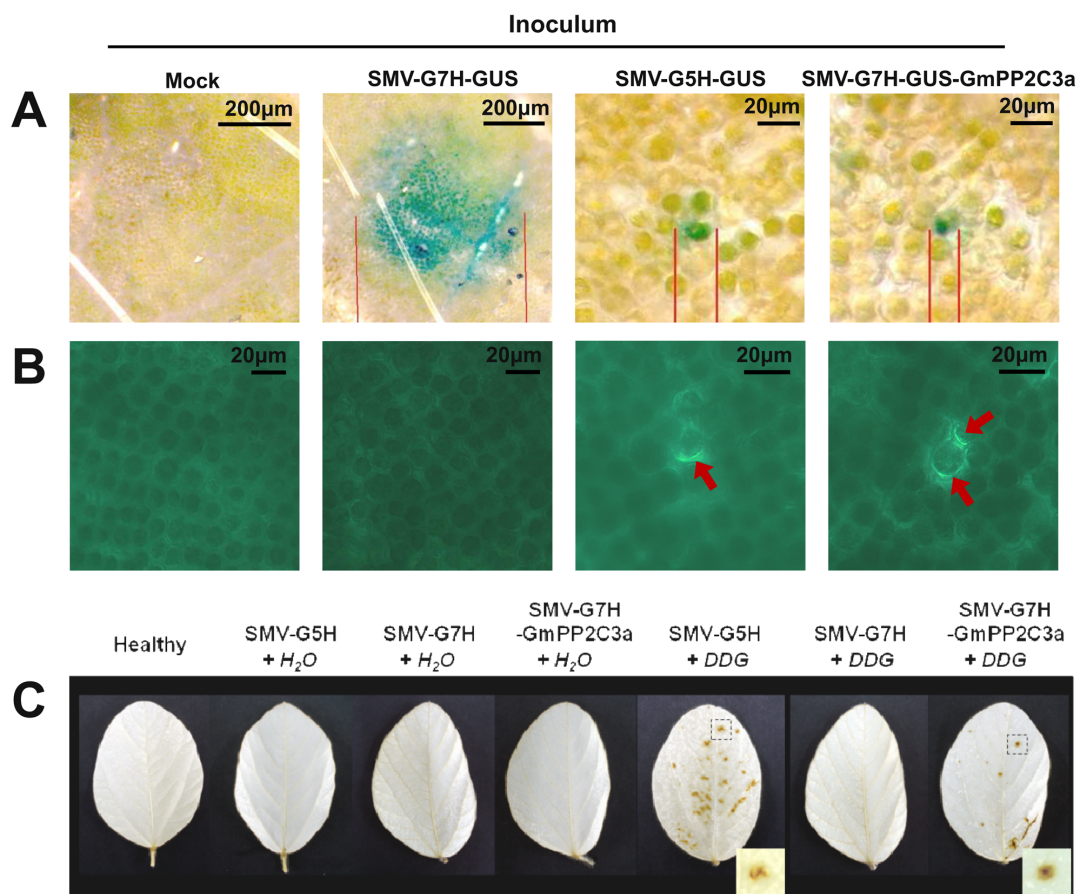 Inoculum
Mock SMV-G7H-GUS SMV-G5H-GUS SMV-G7H-GUS-GmPP2C3a
A
200μm 200μm 20μm 20μm
B
20μm 20μm 20μm 20μm
Healthy
SMV-G5H
+ H₂O
SMV-G7H
+ H₂O
SMV-G7H
-GmPP2C3a
+ H₂O
SMV-G5H
+ DDG
SMV-G7H
+ DDG
SMV-G7H
-GmPP2C3a
+ DDG
C